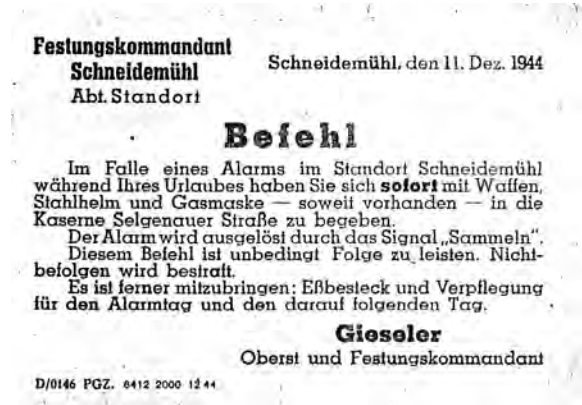 Festungskommandant
Schneidemühl
Abt. Standort
Schneidemühl, den 11. Dez. 1944
Befehl
Im Falle eines Alarms im Standort Schneidemühl
während Ihres Urlaubes haben Sie sich sofort mit Waffen,
Stahlhelm und Gasmaske — soweit vorhanden — in die
Kaserne Selgenauer Straße zu begeben.
Der Alarm wird ausgelöst durch das Signal „Sammeln“.
Diesem Befehl ist unbedingt Folge zu leisten. Nicht-
befolgen wird bestraft.
Es ist ferner mitzubringen: Eßbesteck und Verpflegung
für den Alarmtag und den darauf folgenden Tag.
Gieseler
Oberst und Festungskommandant
D/0146 PGZ. 6412 2000 12 44